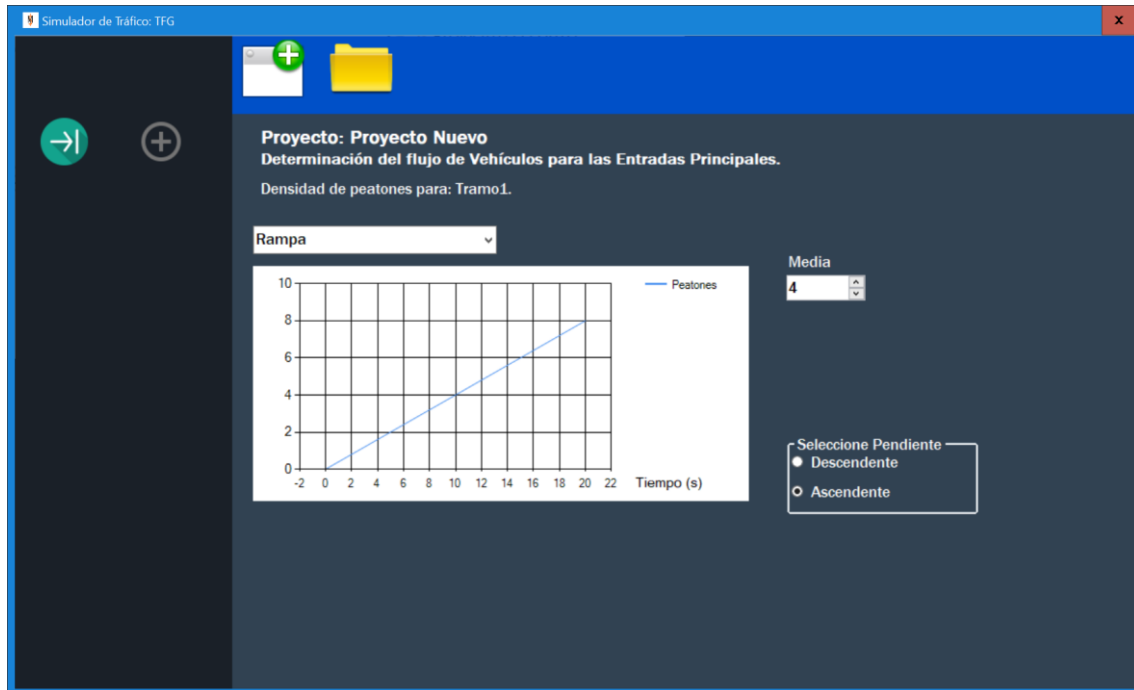 Simulador de Tráfico: TFG
x
Proyecto: Proyecto Nuevo
Determinación del flujo de Vehículos para las Entradas Principales.
Densidad de peatones para: Tramo1.
Rampa
Media
4
Peatones
10
8
6
4
2
0
-2 0 2 4 6 8 10 12 14 16 18 20 22 Tiempo (s)
Seleccione Pendiente
Descendente
Ascendente